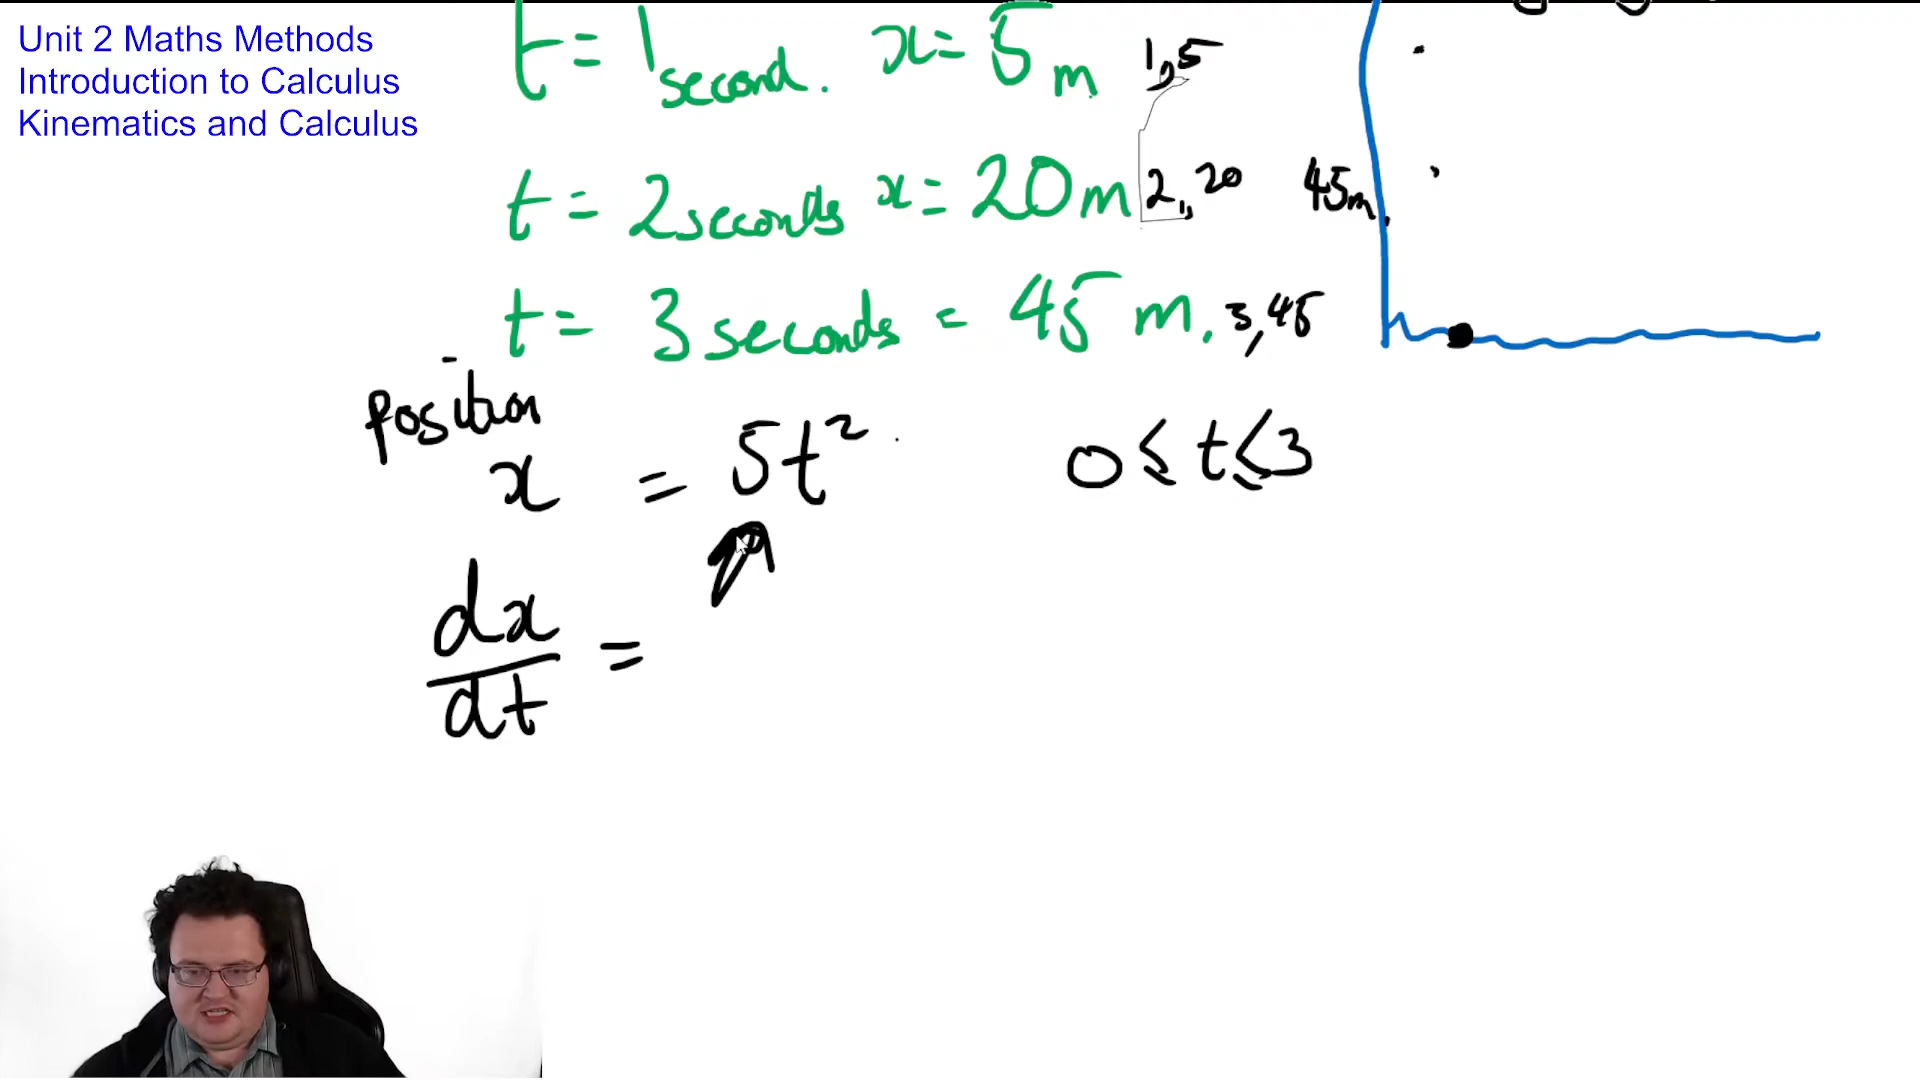 Unit 2 Maths Methods
Introduction to Calculus
Kinematics and Calculus
t = 1 second. x = 5 m 1,5
t = 2 seconds x = 20 m 2,,20
45m
t = 3 seconds = 45 m. 3,45
position
x = 5t² 0 ≤ t ≤ 3
dx/dt =